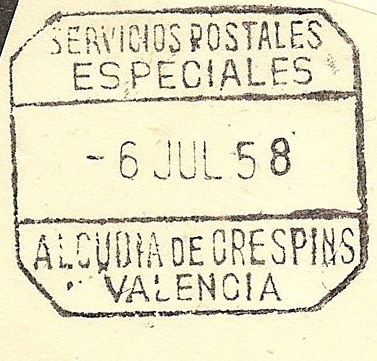 SERVICIOS POSTALES
ESPECIALES
- 6 JUL 58
ALCUDIA DE CRESPINS
VALENCIA